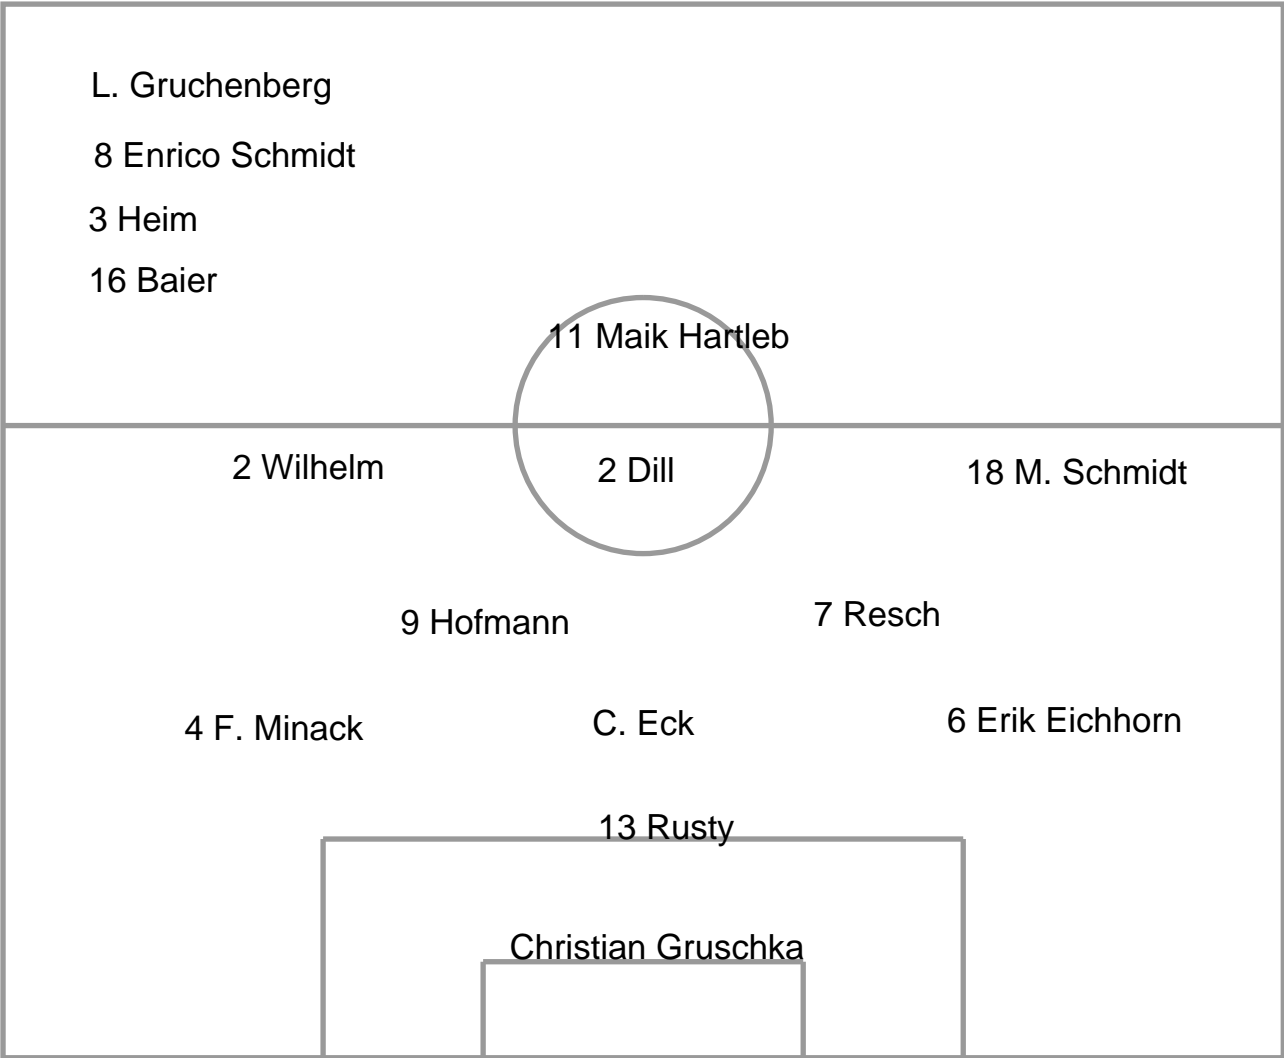 L. Gruchenberg
8 Enrico Schmidt
3 Heim
16 Baier
11 Maik Hartleb
2 Wilhelm
2 Dill
18 M. Schmidt
9 Hofmann
7 Resch
4 F. Minack
C. Eck
6 Erik Eichhorn
13 Rusty
Christian Gruschka